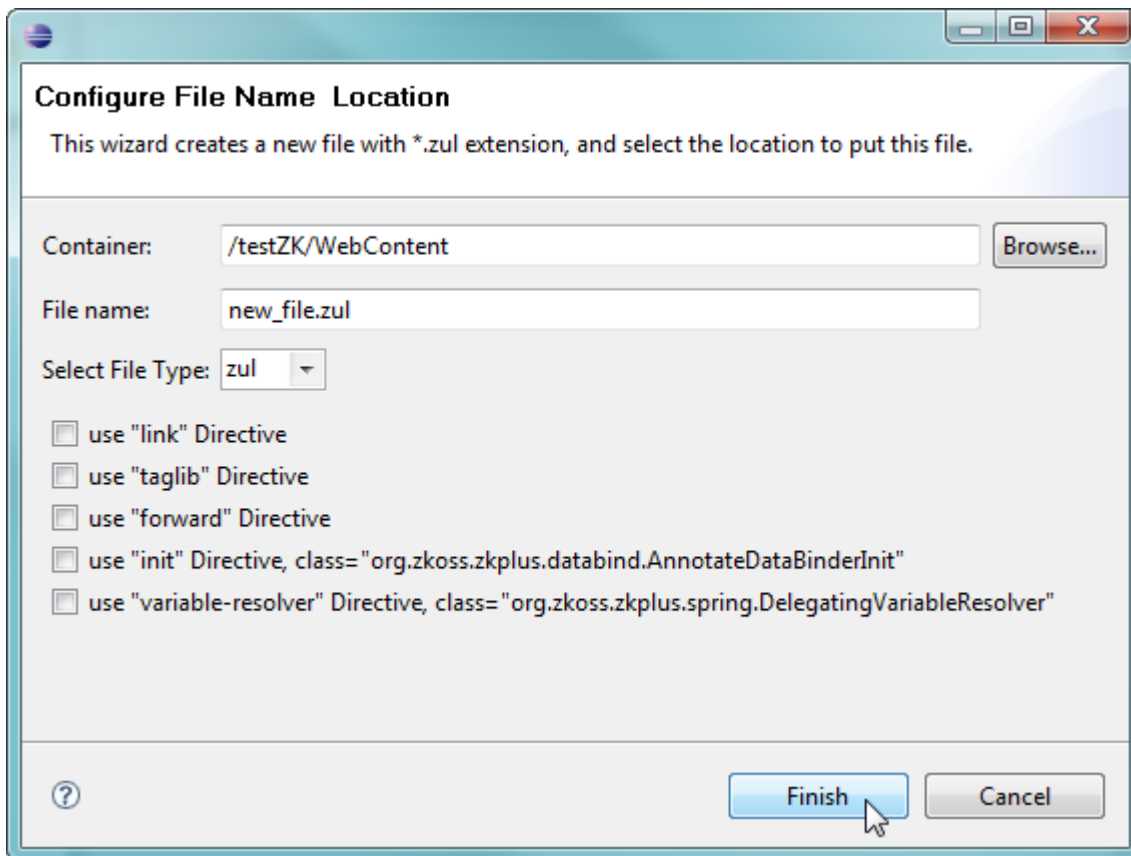 Configure File Name  Location
This wizard creates a new file with *.zul extension, and select the location to put this file.
Container: /testZK/WebContent Browse...
File name: new_file.zul
Select File Type: zul
use "link" Directive
use "taglib" Directive
use "forward" Directive
use "init" Directive, class="org.zkoss.zkplus.databind.AnnotateDataBinderInit"
use "variable-resolver" Directive, class="org.zkoss.zkplus.spring.DelegatingVariableResolver"
? Finish Cancel